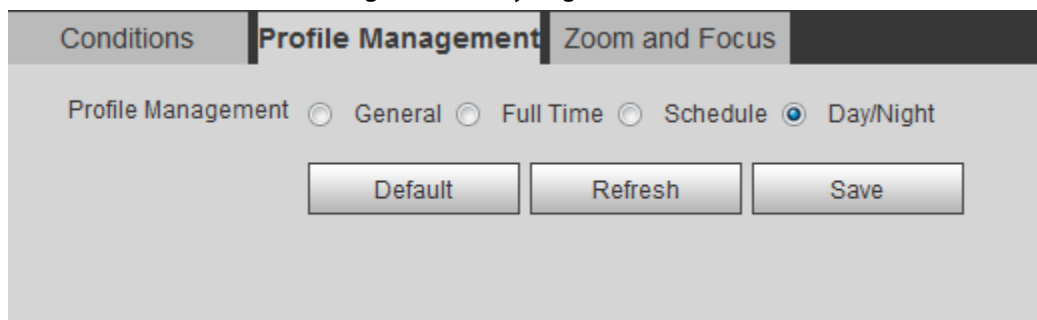 Conditions Profile Management Zoom and Focus
Profile Management General Full Time Schedule Day/Night
Default Refresh Save